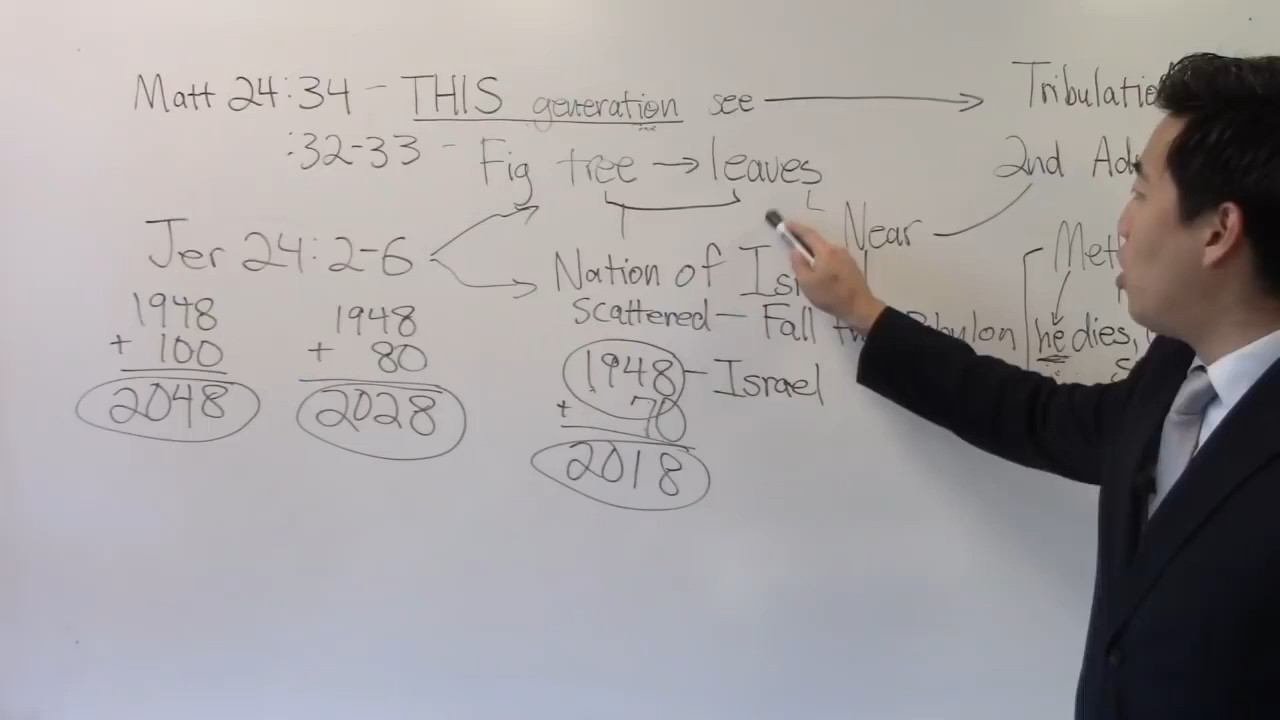 Matt 24:34 - THIS generation see → Tribulatio
:32-33 - Fig tree → leaves
2nd Ad
Near
Met
Jer 24:2-6
Nation of Is
scattered - Fall
1948
+ 100
2048
1948
+ 80
2028
1948 - Israel
+ 70
2018
he dies,